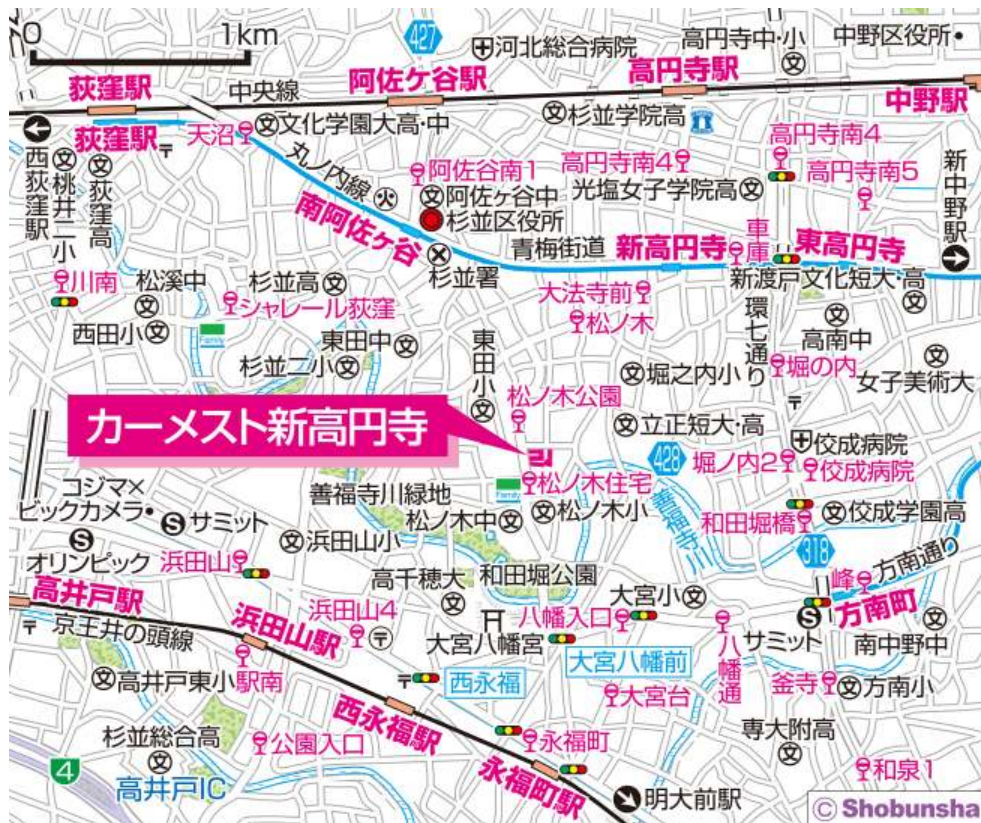 0 1km
427
河北総合病院
高円寺中・小
中野区役所
荻窪駅
中央線
阿佐ケ谷駅
高円寺駅
中野駅
荻窪駅
天沼
文化学園大高・中
杉並学院高
高円寺南4
西荻窪駅
桃井二小
荻窪高
丸ノ内線
阿佐谷南1
高円寺南4
高円寺南5
新中野駅
阿佐ヶ谷中
光塩女子学院高
杉並区役所
南阿佐ヶ谷
青梅街道
新高円寺
車庫
東高円寺
杉並署
新渡戸文化短大・高
川南
松溪中
杉並高
シャレール荻窪
大法寺前
松ノ木
環七通り
高南中
西田小
Family
東田中
杉並二小
東田小
堀之内小
堀の内
女子美術大
松ノ木公園
カーメスト新高円寺
立正短大・高
佼成病院
428
堀ノ内2
佼成病院
コジマ×
ビックカメラ
サミット
善福寺川緑地
Family
松ノ木住宅
松ノ木中
松ノ木小
善福寺川
和田堀橋
佼成学園高
オリンピック
浜田山
浜田山小
318
方南通り
高千穂大
和田堀公園
峰
高井戸駅
京王井の頭線
浜田山駅
浜田山4
大宮八幡宮
八幡入口
大宮小
サミット
方南町
南中野中
高井戸東小
駅南
西永福
大宮八幡前
八幡通
大宮台
釜寺
方南小
西永福駅
杉並総合高
公園入口
専大附高
4
高井戸IC
永福町
永福町駅
和泉1
明大前駅
© Shobunsha